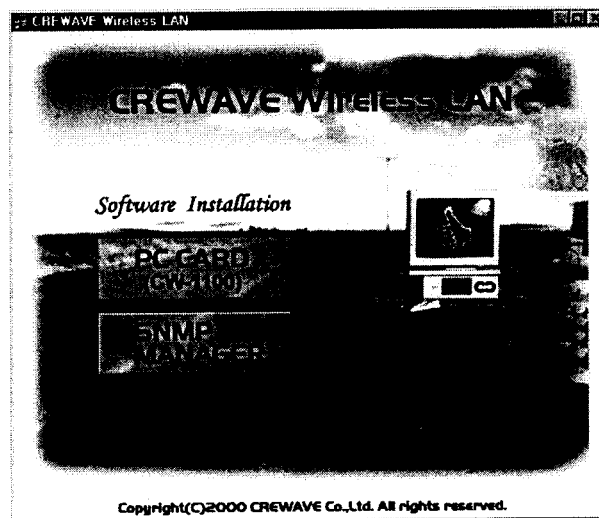 CREWAVE Wireless LAN
CREWAVE Wireless LAN
Software Installation
PC CARD
(CW-1100)
SNMP
MANAGER
Copyright(C)2000 CREWAVE Co.,Ltd. All rights reserved.